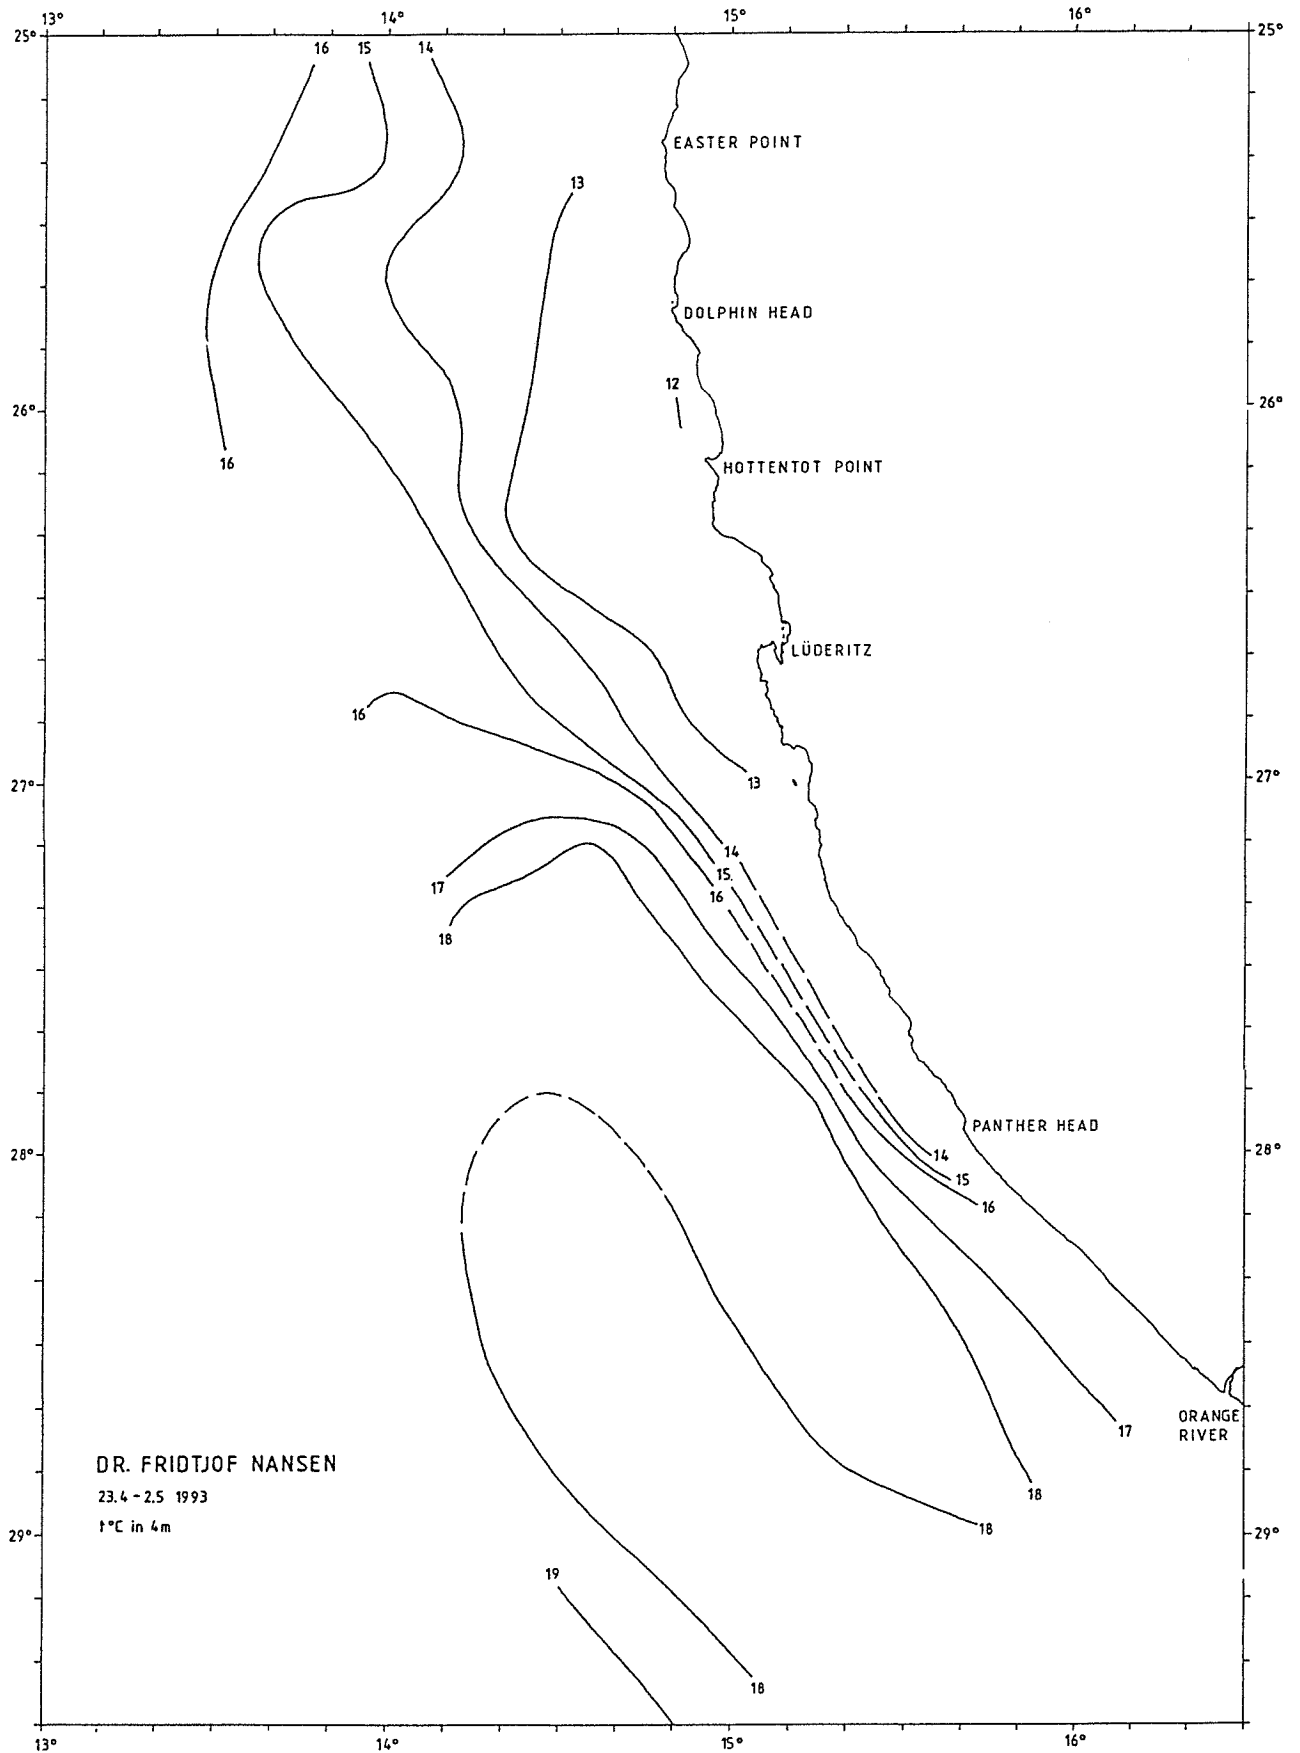 13° 14° 15° 16°
25° 25°
16 15 14
EASTER POINT
13
DOLPHIN HEAD
12
26° 26°
16
HOTTENTOT POINT
LÜDERITZ
16
27° 13 27°
14
15
17 16
18
PANTHER HEAD
28° 14 28°
15
16
ORANGE
17
RIVER
DR. FRIDTJOF NANSEN
18
23.4 - 2.5 1993
t°C in 4m 18
29° 29°
19
18
13° 14° 15° 16°